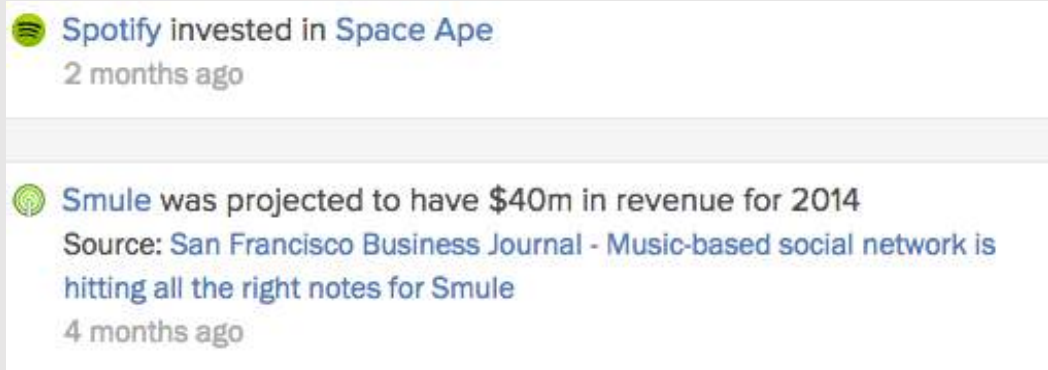 Spotify invested in Space Ape
2 months ago
Smule was projected to have $40m in revenue for 2014
Source: San Francisco Business Journal - Music-based social network is
hitting all the right notes for Smule
4 months ago